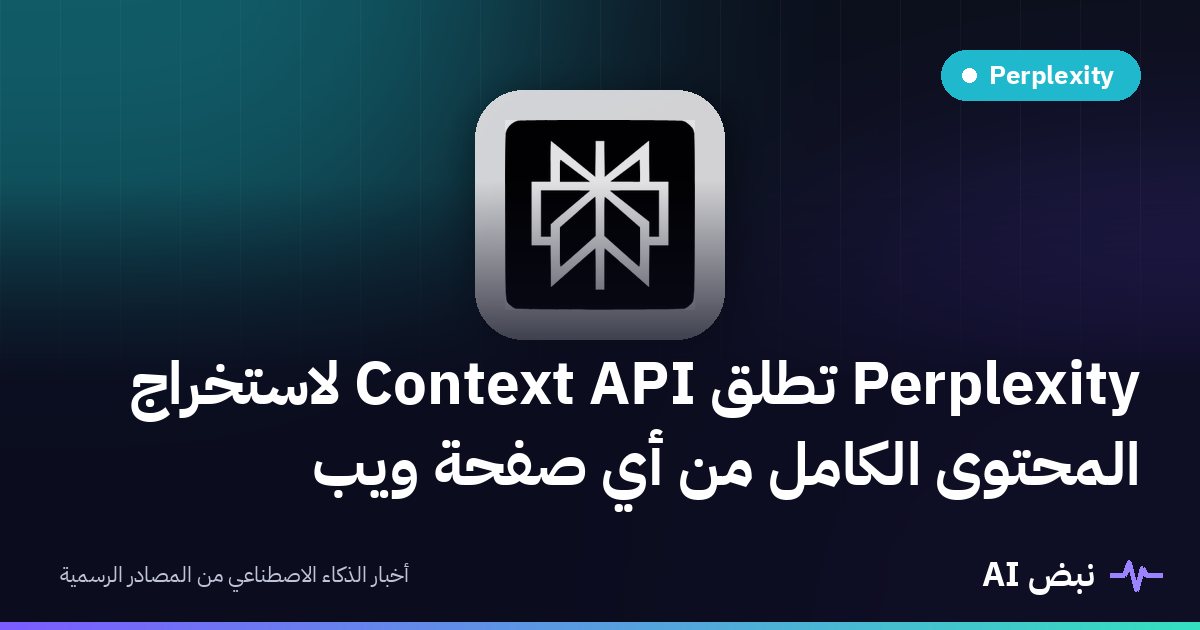 Perplexity
Perplexity تطلق Context API لاستخراج
المحتوى الكامل من أي صفحة ويب
نبض AI
أخبار الذكاء الاصطناعي من المصادر الرسمية